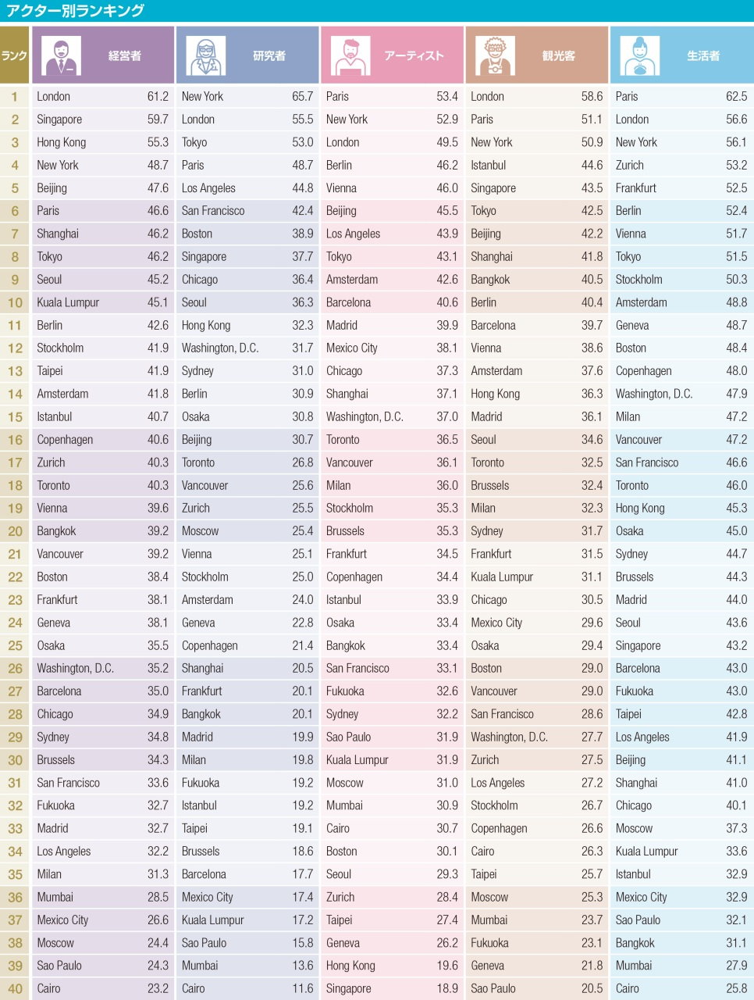 アクター別ランキング
ランク 経営者 研究者 アーティスト 観光客 生活者
1 London 61.2 New York 65.7 Paris 53.4 London 58.6 Paris 62.5
2 Singapore 59.7 London 55.5 New York 52.9 Paris 51.1 London 56.6
3 Hong Kong 55.3 Tokyo 53.0 London 49.5 New York 50.9 New York 56.1
4 New York 48.7 Paris 48.7 Berlin 46.2 Istanbul 44.6 Zurich 53.2
5 Beijing 47.6 Los Angeles 44.8 Vienna 46.0 Singapore 43.5 Frankfurt 52.5
6 Paris 46.6 San Francisco 42.4 Beijing 45.5 Tokyo 42.5 Berlin 52.4
7 Shanghai 46.2 Boston 38.9 Los Angeles 43.9 Beijing 42.2 Vienna 51.7
8 Tokyo 46.2 Singapore 37.7 Tokyo 43.1 Shanghai 41.8 Tokyo 51.5
9 Seoul 45.2 Chicago 36.4 Amsterdam 42.6 Bangkok 40.5 Stockholm 50.3
10 Kuala Lumpur 45.1 Seoul 36.3 Barcelona 40.6 Berlin 40.4 Amsterdam 48.8
11 Berlin 42.6 Hong Kong 32.3 Madrid 39.9 Barcelona 39.7 Geneva 48.7
12 Stockholm 41.9 Washington, D.C. 31.7 Mexico City 38.1 Vienna 38.6 Boston 48.4
13 Taipei 41.9 Sydney 31.0 Chicago 37.3 Amsterdam 37.6 Copenhagen 48.0
14 Amsterdam 41.8 Berlin 30.9 Shanghai 37.1 Hong Kong 36.3 Washington, D.C. 47.9
15 Istanbul 40.7 Osaka 30.8 Washington, D.C. 37.0 Madrid 36.1 Milan 47.2
16 Copenhagen 40.6 Beijing 30.7 Toronto 36.5 Seoul 34.6 Vancouver 47.2
17 Zurich 40.3 Toronto 26.8 Vancouver 36.1 Toronto 32.5 San Francisco 46.6
18 Toronto 40.3 Vancouver 25.6 Milan 36.0 Brussels 32.4 Toronto 46.0
19 Vienna 39.6 Zurich 25.5 Stockholm 35.3 Milan 32.3 Hong Kong 45.3
20 Bangkok 39.2 Moscow 25.4 Brussels 35.3 Sydney 31.7 Osaka 45.0
21 Vancouver 39.2 Vienna 25.1 Frankfurt 34.5 Frankfurt 31.5 Sydney 44.7
22 Boston 38.4 Stockholm 25.0 Copenhagen 34.4 Kuala Lumpur 31.1 Brussels 44.3
23 Frankfurt 38.1 Amsterdam 24.0 Istanbul 33.9 Chicago 30.5 Madrid 44.0
24 Geneva 38.1 Geneva 22.8 Osaka 33.4 Mexico City 29.6 Seoul 43.6
25 Osaka 35.5 Copenhagen 21.4 Bangkok 33.4 Osaka 29.4 Singapore 43.2
26 Washington, D.C. 35.2 Shanghai 20.5 San Francisco 33.1 Boston 29.0 Barcelona 43.0
27 Barcelona 35.0 Frankfurt 20.1 Fukuoka 32.6 Vancouver 29.0 Fukuoka 43.0
28 Chicago 34.9 Bangkok 20.1 Sydney 32.2 San Francisco 28.6 Taipei 42.8
29 Sydney 34.8 Madrid 19.9 Sao Paulo 31.9 Washington, D.C. 27.7 Los Angeles 41.9
30 Brussels 34.3 Milan 19.8 Kuala Lumpur 31.9 Zurich 27.5 Beijing 41.1
31 San Francisco 33.6 Fukuoka 19.2 Moscow 31.0 Los Angeles 27.2 Shanghai 41.0
32 Fukuoka 32.7 Istanbul 19.2 Mumbai 30.9 Stockholm 26.7 Chicago 40.1
33 Madrid 32.7 Taipei 19.1 Cairo 30.7 Copenhagen 26.6 Moscow 37.3
34 Los Angeles 32.2 Brussels 18.6 Boston 30.1 Cairo 26.3 Kuala Lumpur 33.6
35 Milan 31.3 Barcelona 17.7 Seoul 29.3 Taipei 25.7 Istanbul 32.9
36 Mumbai 28.5 Mexico City 17.4 Zurich 28.4 Moscow 25.3 Mexico City 32.9
37 Mexico City 26.6 Kuala Lumpur 17.2 Taipei 27.4 Mumbai 23.7 Sao Paulo 32.1
38 Moscow 24.4 Sao Paulo 15.8 Geneva 26.2 Fukuoka 23.1 Bangkok 31.1
39 Sao Paulo 24.3 Mumbai 13.6 Hong Kong 19.6 Geneva 21.8 Mumbai 27.9
40 Cairo 23.2 Cairo 11.6 Singapore 18.9 Sao Paulo 20.5 Cairo 25.8